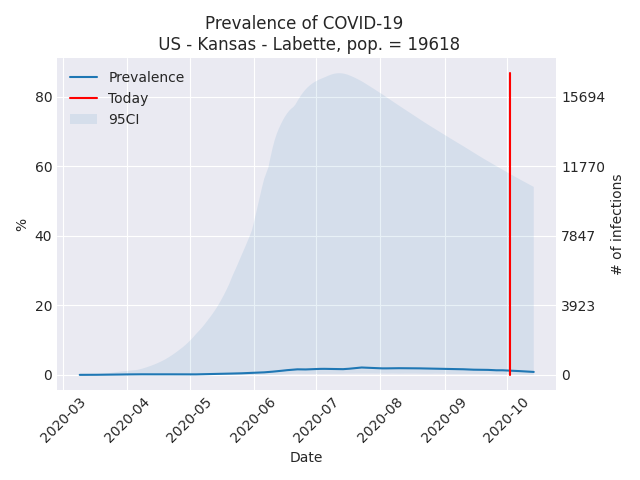 Prevalence of COVID-19
US - Kansas - Labette, pop. = 19618
Prevalence
Today
95CI
80
60
40
20
0
%
15694
11770
7847
3923
0
# of infections
2020-03
2020-04
2020-05
2020-06
2020-07
2020-08
2020-09
2020-10
Date